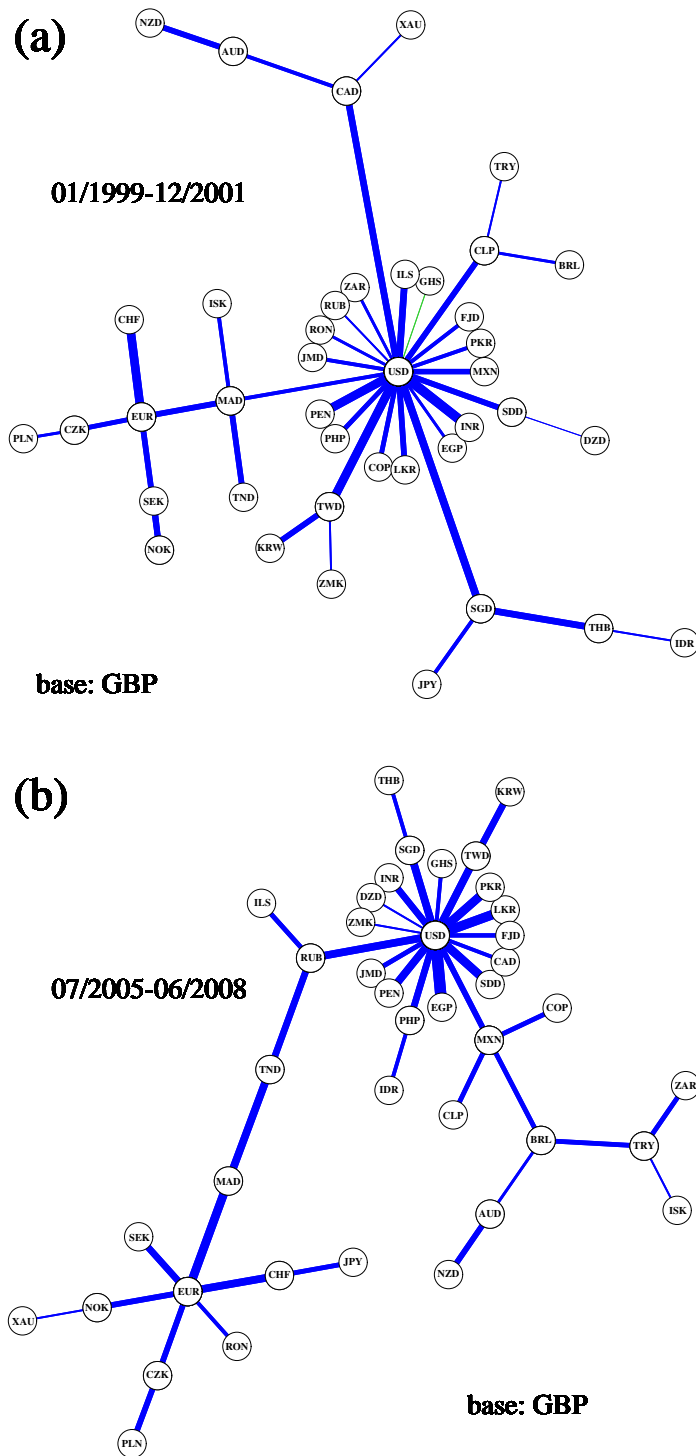 (a)
NZD
AUD
XAU
CAD
01/1999-12/2001
TRY
CLP
BRL
ISK
ILS
GHS
ZAR
RUB
CHF
FJD
RON
PKR
JMD
USD
MXN
MAD
EUR
PEN
SDD
CZK
PLN
PHP
INR
DZD
EGP
COP
LKR
TND
SEK
TWD
NOK
KRW
ZMK
SGD
THB
IDR
JPY
base: GBP
(b)
THB
KRW
SGD
TWD
GHS
INR
PKR
DZD
ILS
LKR
ZMK
USD
FJD
RUB
CAD
JMD
SDD
07/2005-06/2008
PEN
EGP
COP
PHP
MXN
TND
IDR
ZAR
CLP
BRL
TRY
MAD
AUD
ISK
SEK
JPY
CHF
NZD
EUR
NOK
XAU
RON
CZK
base: GBP
PLN